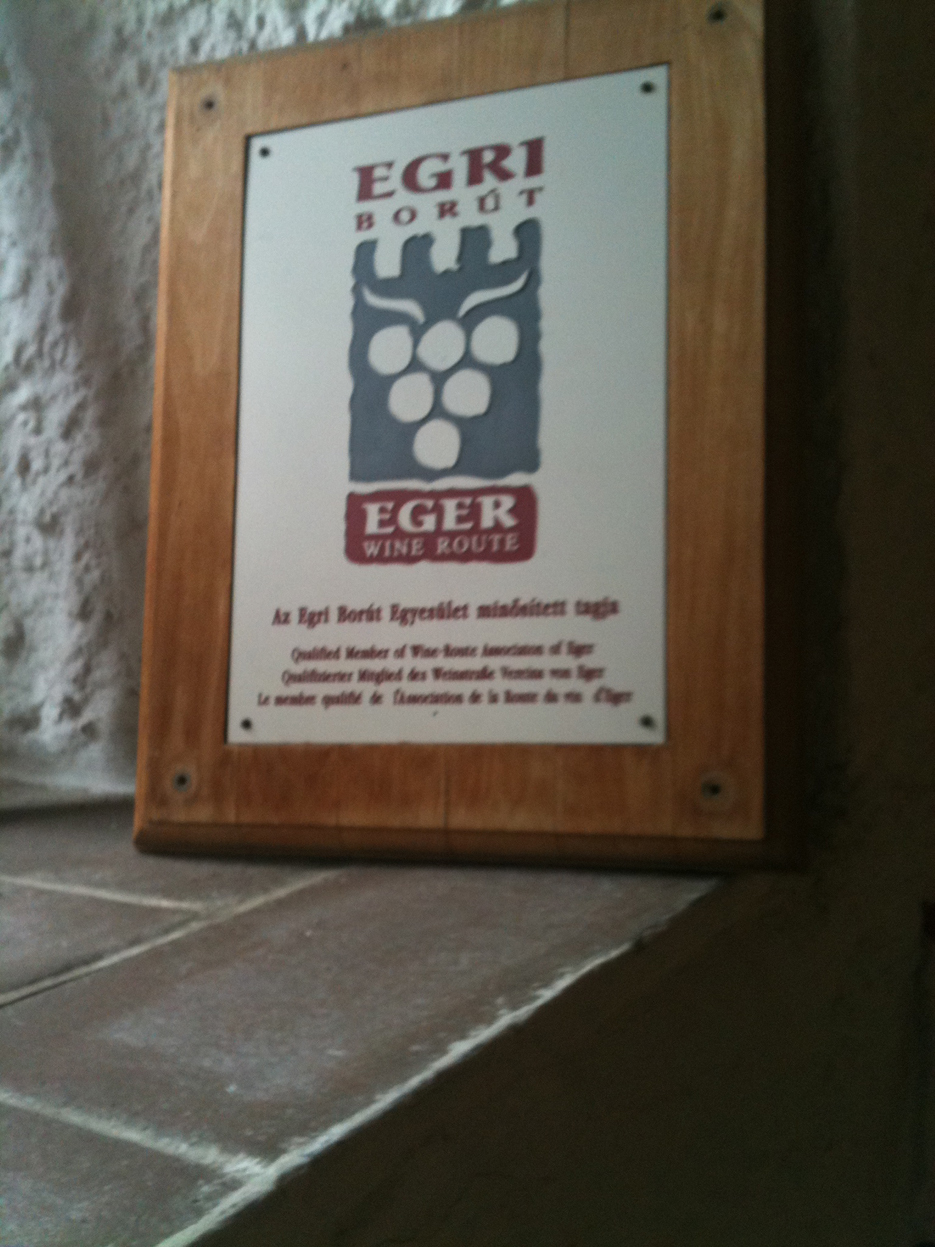 EGRI
BORÚT
EGER
WINE ROUTE
Az Egri Borút Egyesület minősített tagja
Qualified Member of Wine-Route Association of Eger
Qualifizierter Mitglied des Weinstraße Vereins von Eger
Le membre qualifié de l'Association de la Route du vin d'Eger